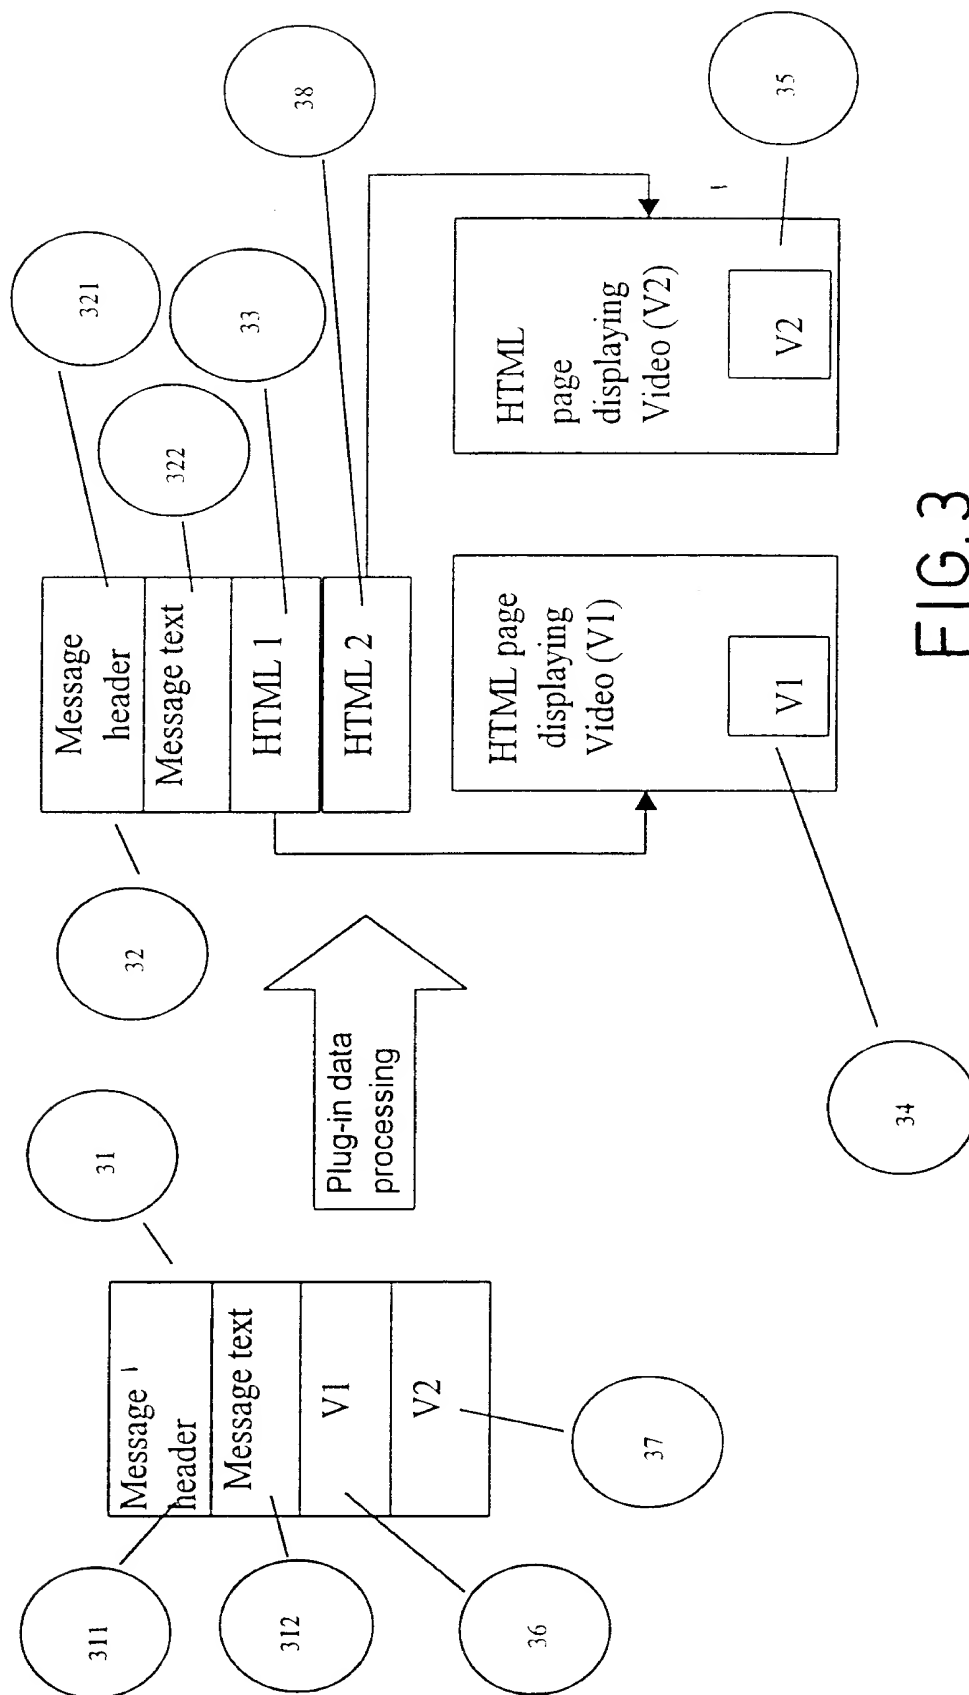 311
312
36
37
31
Message
header
Message text
V1
V2
Plug-in data
processing
32
321
322
33
38
Message
header
Message text
HTML 1
HTML 2
HTML page
displaying
Video (V1)
V1
34
HTML
page
displaying
Video (V2)
V2
35
FIG. 3